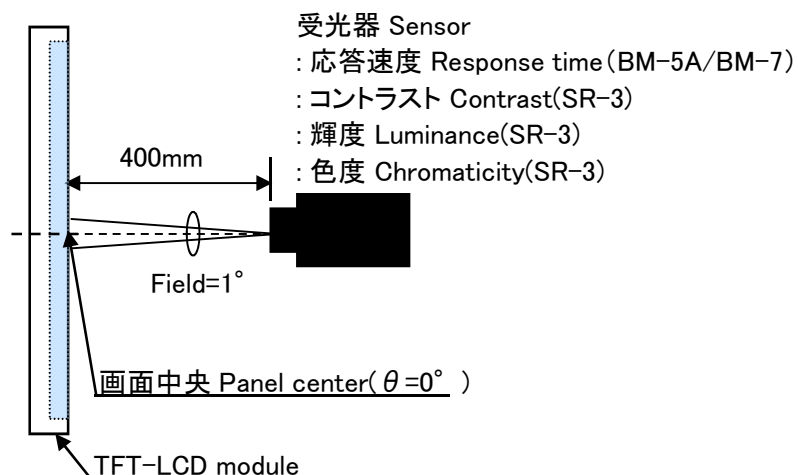 受光器 Sensor
：応答速度 Response time（BM-5A/BM-7）
：コントラスト Contrast(SR-3)
：輝度 Luminance(SR-3)
：色度 Chromaticity(SR-3)
400mm
Field=1°
画面中央 Panel center(θ=0° )
TFT-LCD module